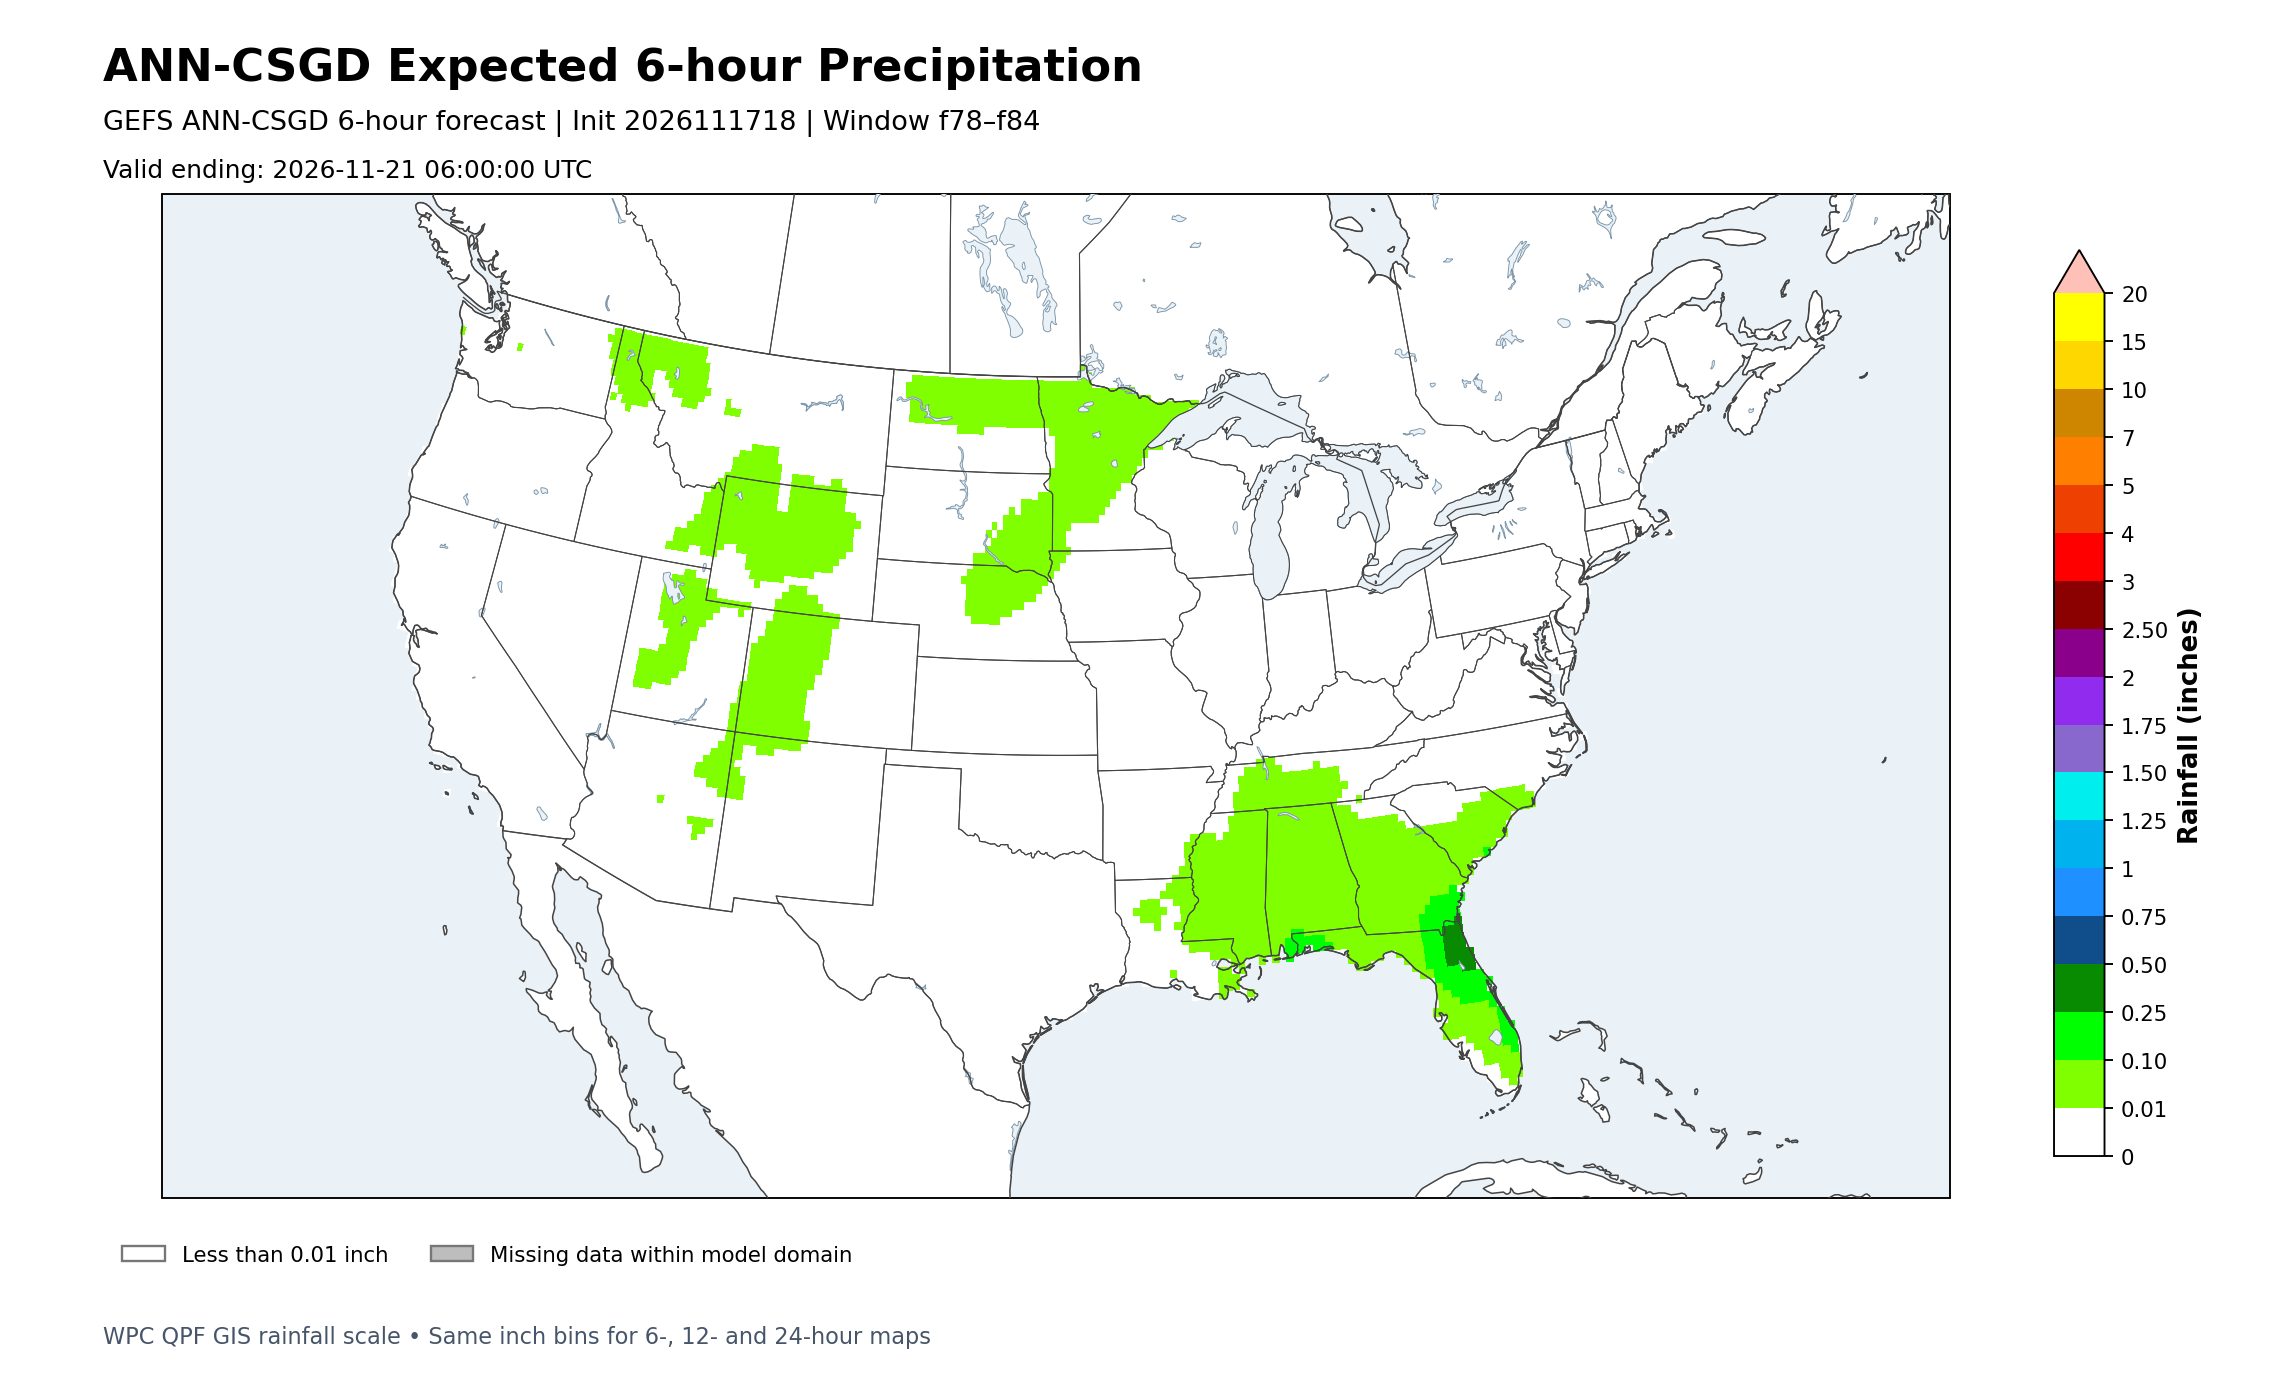 ANN-CSGD Expected 6-hour Precipitation
GEFS ANN-CSGD 6-hour forecast | Init 2026111718 | Window f78–f84
Valid ending: 2026-11-21 06:00:00 UTC
20
15
10
7
5
4
3
2.50
2
1.75
1.50
1.25
1
0.75
0.50
0.25
0.10
0.01
0
Rainfall (inches)
Less than 0.01 inch
Missing data within model domain
WPC QPF GIS rainfall scale • Same inch bins for 6-, 12- and 24-hour maps